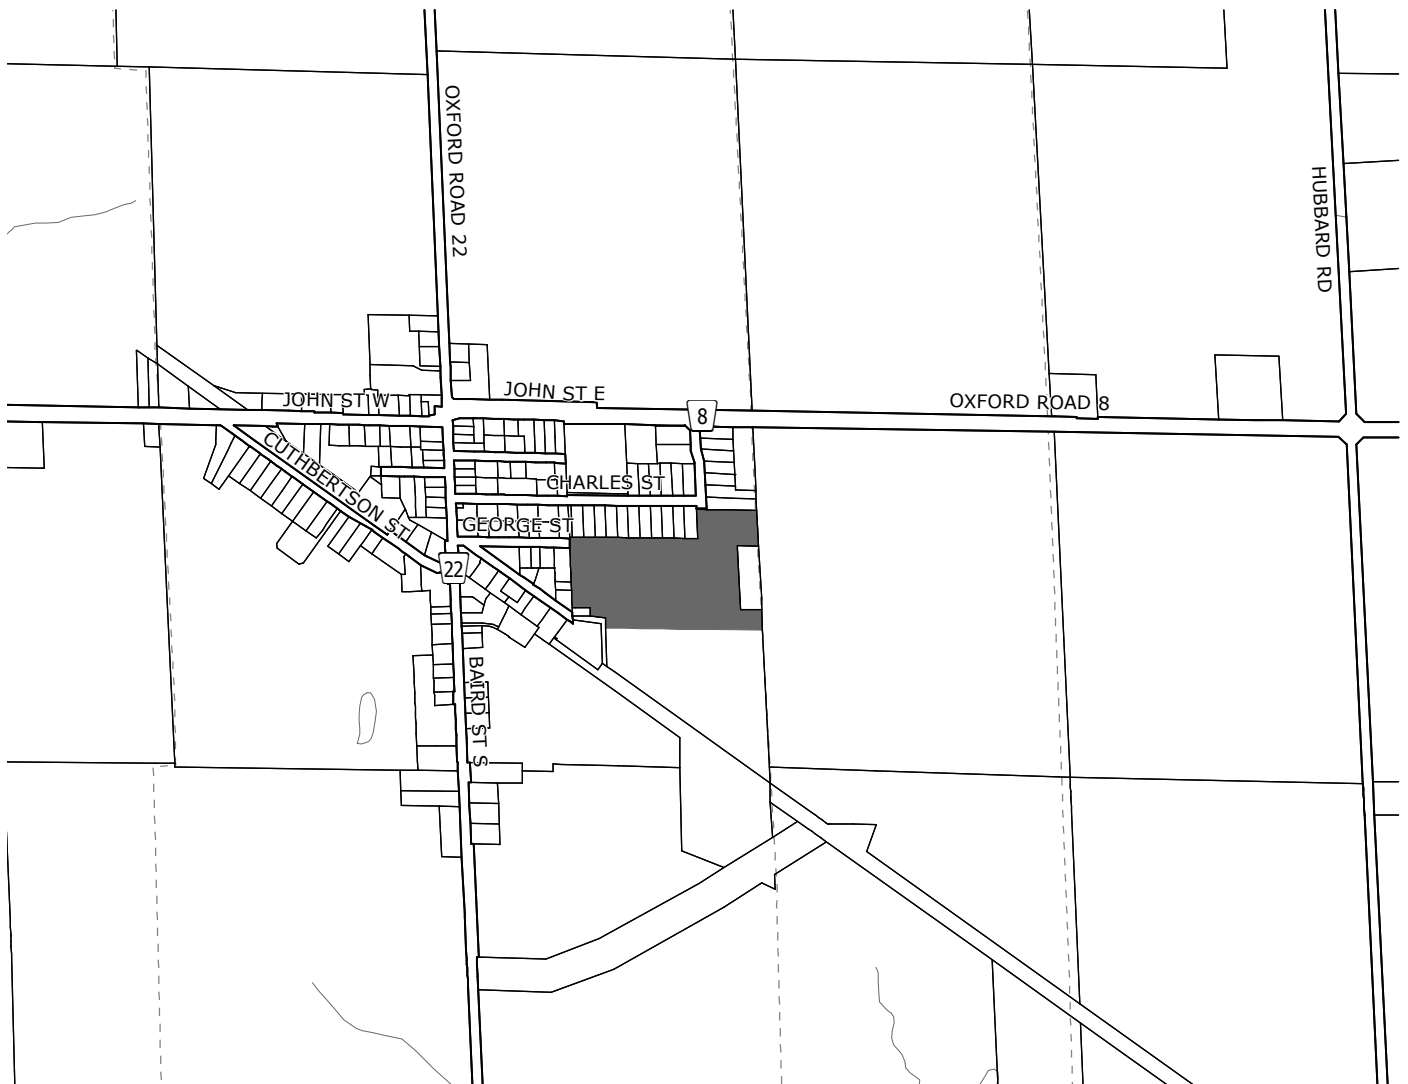 OXFORD ROAD 22
HUBBARD RD
JOHN ST W
JOHN ST E
OXFORD ROAD 8
8
CUTHBERTSON ST
CHARLES ST
GEORGE ST
22
BAIRD ST S